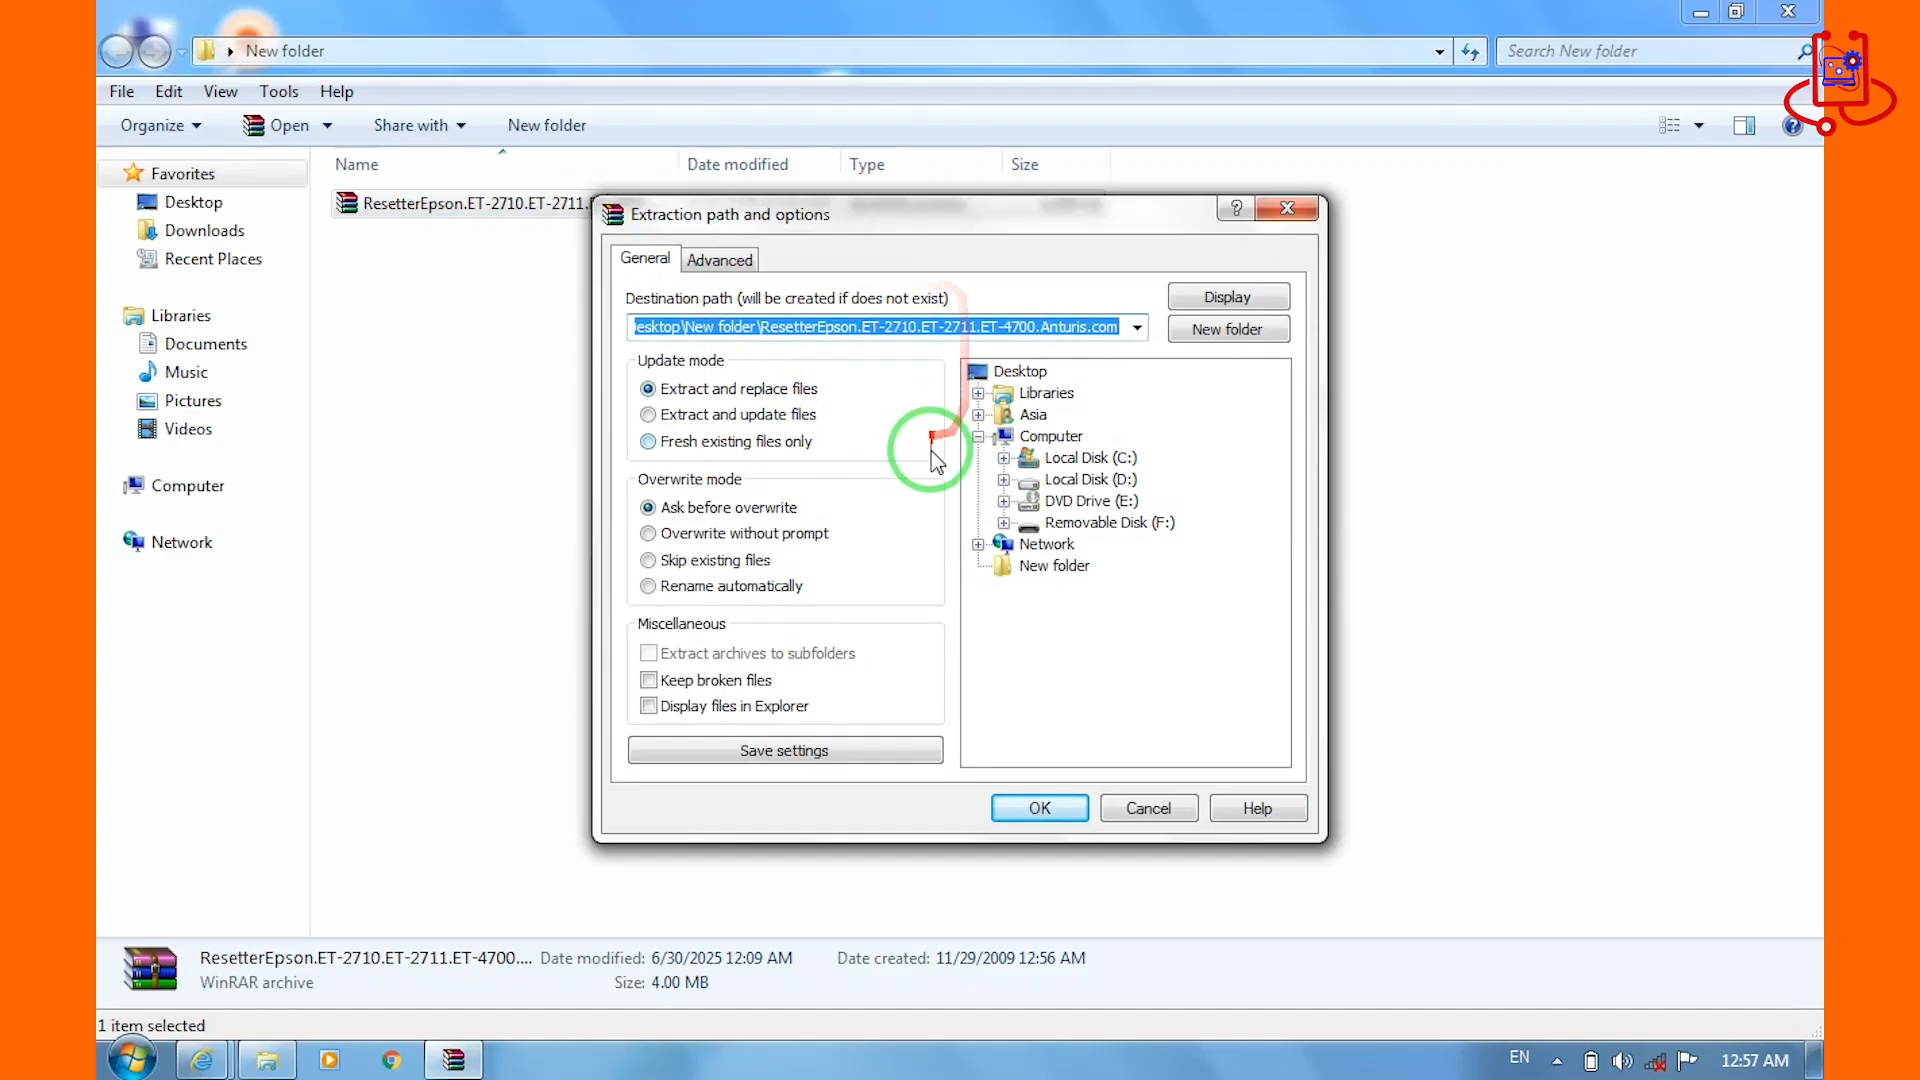 New folder
Search New folder
File Edit View Tools Help
Organize Open Share with New folder
Name Date modified Type Size
Favorites
Desktop
Downloads
Recent Places
Libraries
Documents
Music
Pictures
Videos
Computer
Network
ResetterEpson.ET-2710.ET-2711.
Extraction path and options
General Advanced
Destination path (will be created if does not exist)
esktop\New folder\ResetterEpson.ET-2710.ET-2711.ET-4700.Anturis.com
Display
New folder
Update mode
Extract and replace files
Extract and update files
Fresh existing files only
Overwrite mode
Ask before overwrite
Overwrite without prompt
Skip existing files
Rename automatically
Miscellaneous
Extract archives to subfolders
Keep broken files
Display files in Explorer
Save settings
Desktop
Libraries
Asia
Computer
Local Disk (C:)
Local Disk (D:)
DVD Drive (E:)
Removable Disk (F:)
Network
New folder
OK Cancel Help
ResetterEpson.ET-2710.ET-2711.ET-4700.... Date modified: 6/30/2025 12:09 AM Date created: 11/29/2009 12:56 AM
WinRAR archive Size: 4.00 MB
1 item selected
EN 12:57 AM